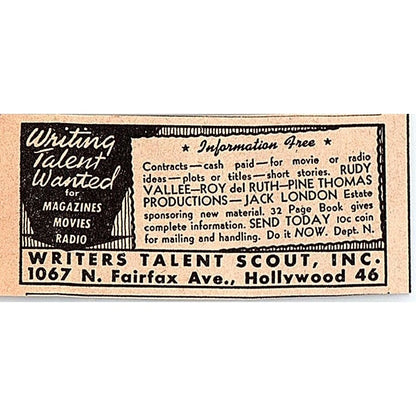 Writing
Talent
Wanted
for
MAGAZINES
MOVIES
RADIO
★ Information Free ★
Contracts—cash paid—for movie or radio
ideas—plots or titles—short stories. RUDY
VALLEE—ROY del RUTH—PINE THOMAS
PRODUCTIONS—JACK LONDON Estate
sponsoring new material. 32 Page Book gives
complete information. SEND TODAY 10c coin
for mailing and handling. Do it NOW. Dept. N.
WRITERS TALENT SCOUT, INC.
1067 N. Fairfax Ave., Hollywood 46